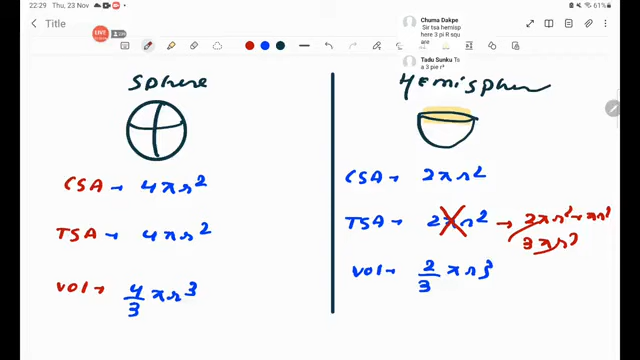 22:29 Thu, 23 Nov
61%
Title
LIVE
Chuma Dakpe
Sir tsa hemisp
here 3 pi R squ
are
Tadu Sunku Ts
a 3 pie r²
Sphere
Hemisphere
CSA → 4πr²
TSA → 4πr²
Vol → 4/3 πr³
CSA → 2πr²
TSA → 2πr² → 2πr² + πr²
3πr²
Vol → 2/3 πr³